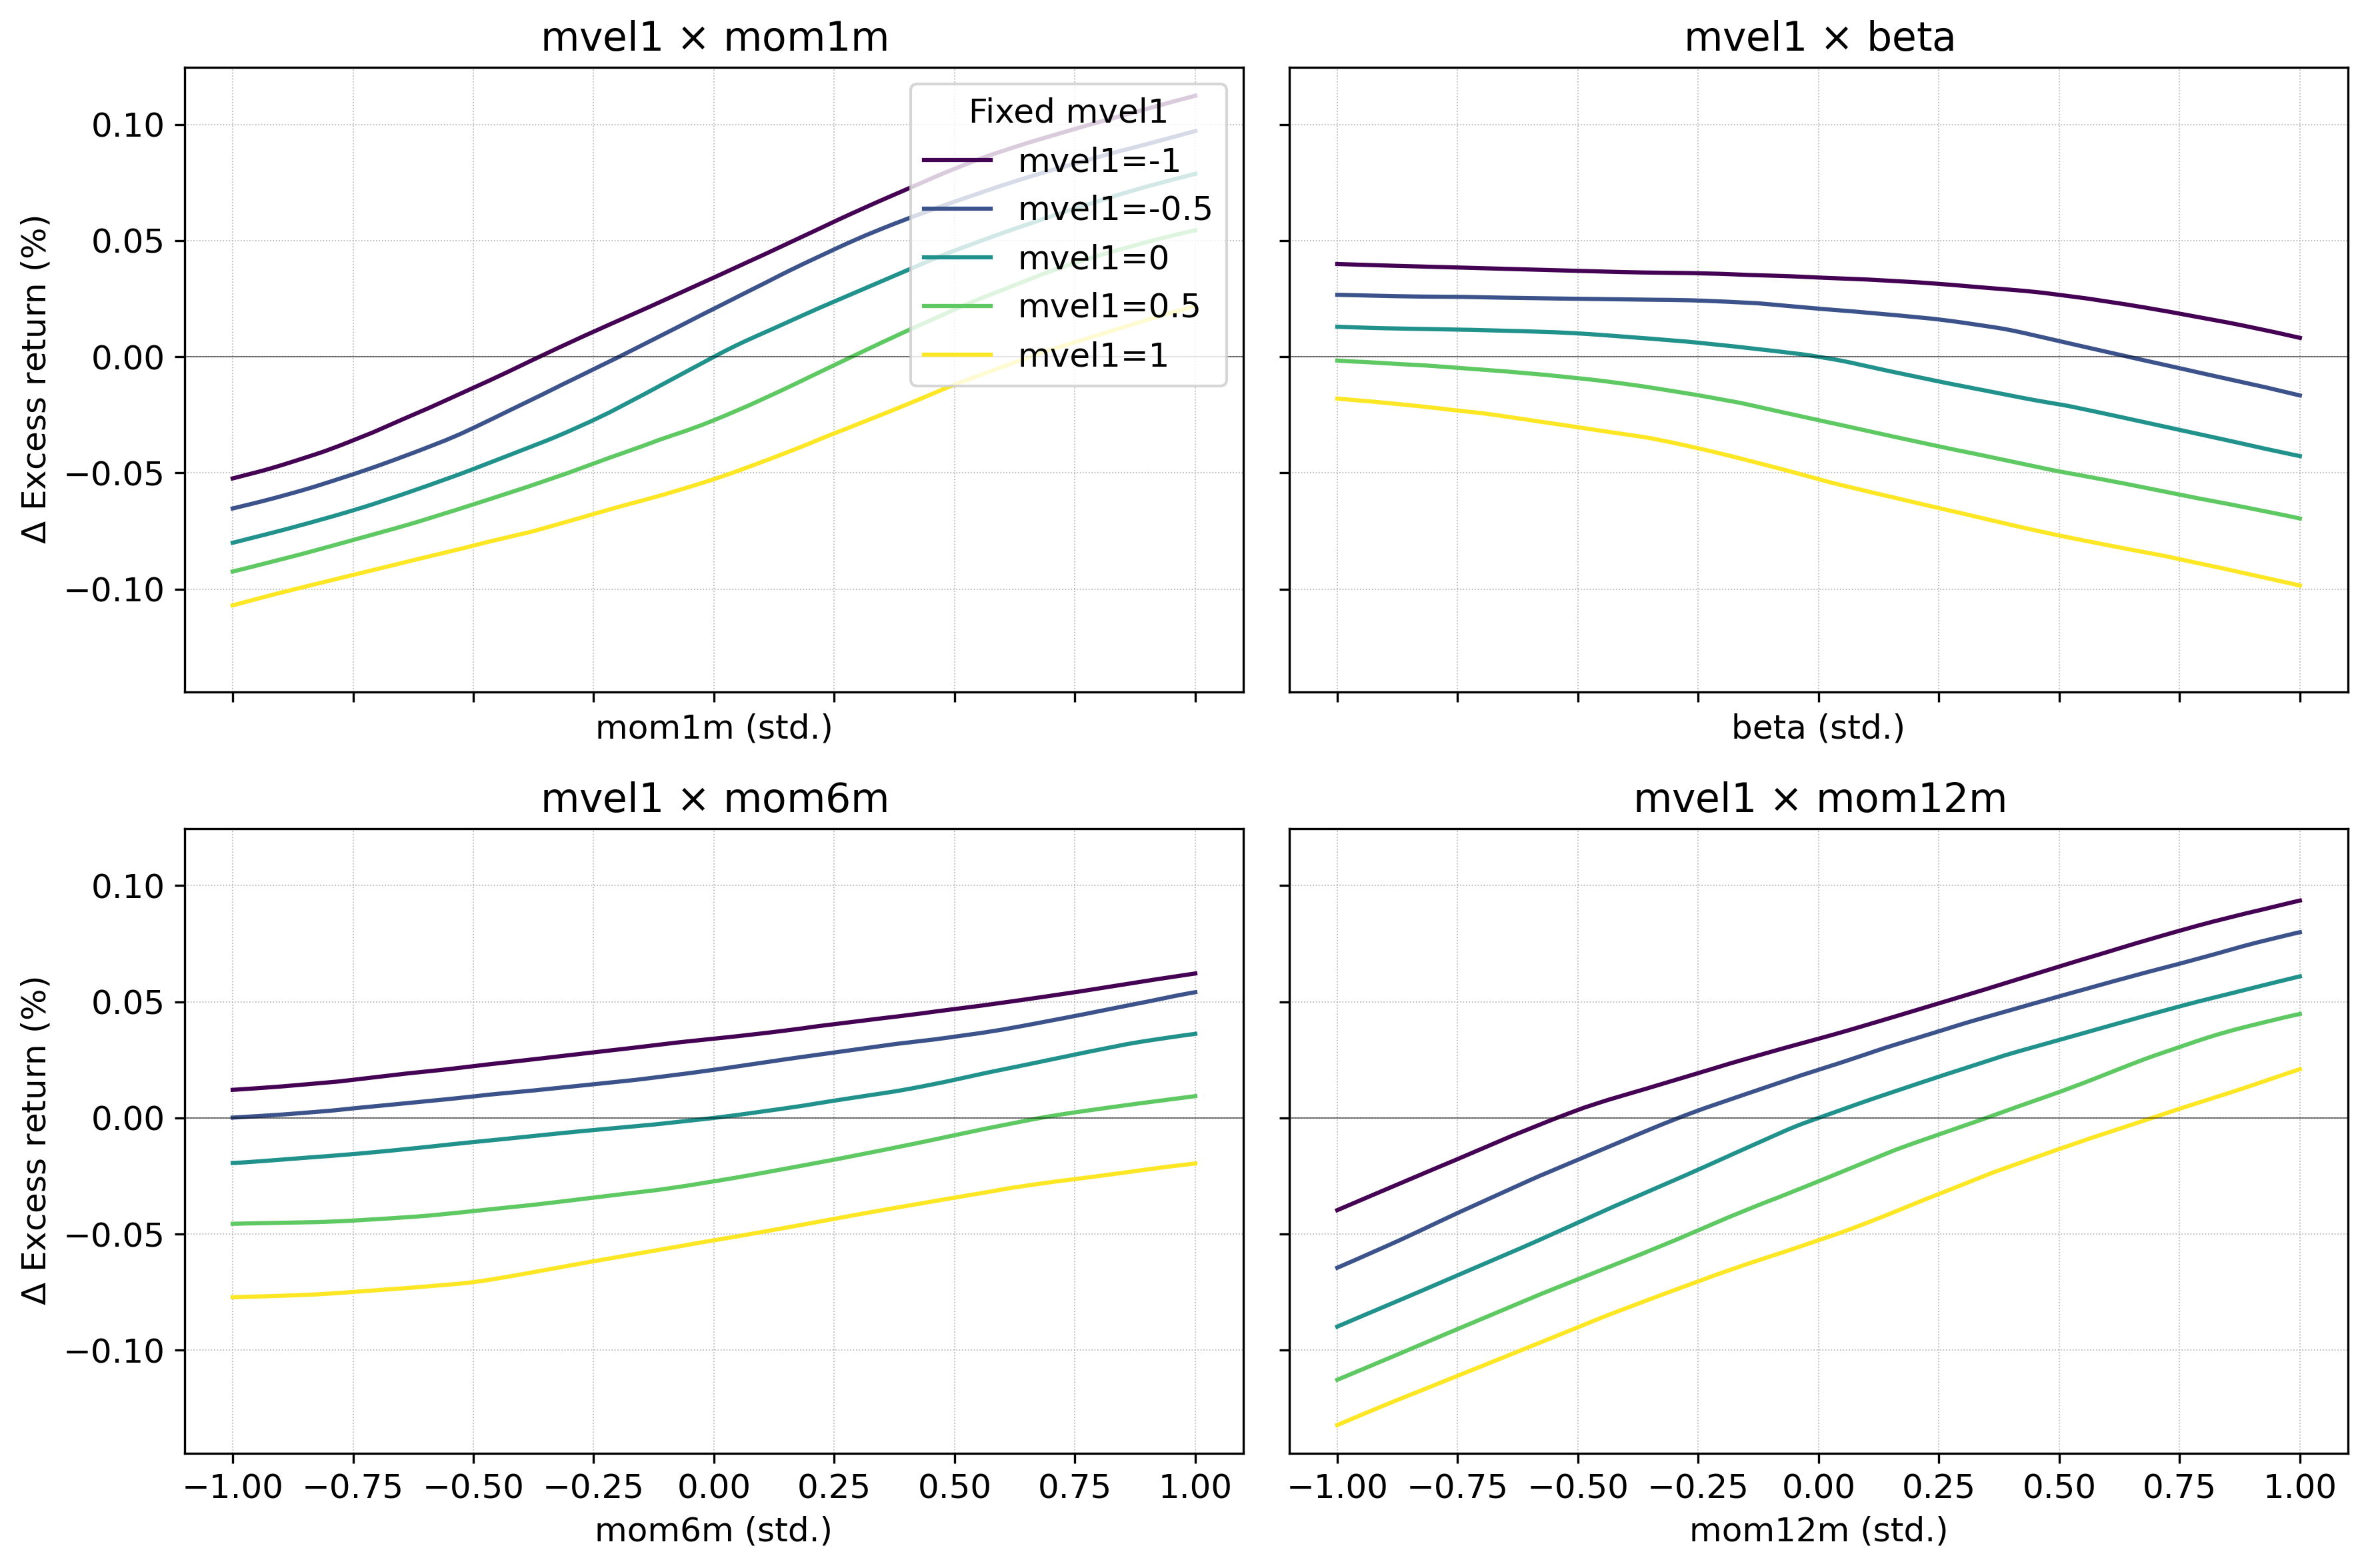 mvel1 × mom1m
mvel1 × beta
Δ Excess return (%)
0.10
0.05
0.00
−0.05
−0.10
Fixed mvel1
mvel1=-1
mvel1=-0.5
mvel1=0
mvel1=0.5
mvel1=1
mom1m (std.)
beta (std.)
mvel1 × mom6m
mvel1 × mom12m
Δ Excess return (%)
0.10
0.05
0.00
−0.05
−0.10
−1.00 −0.75 −0.50 −0.25 0.00 0.25 0.50 0.75 1.00
−1.00 −0.75 −0.50 −0.25 0.00 0.25 0.50 0.75 1.00
mom6m (std.)
mom12m (std.)